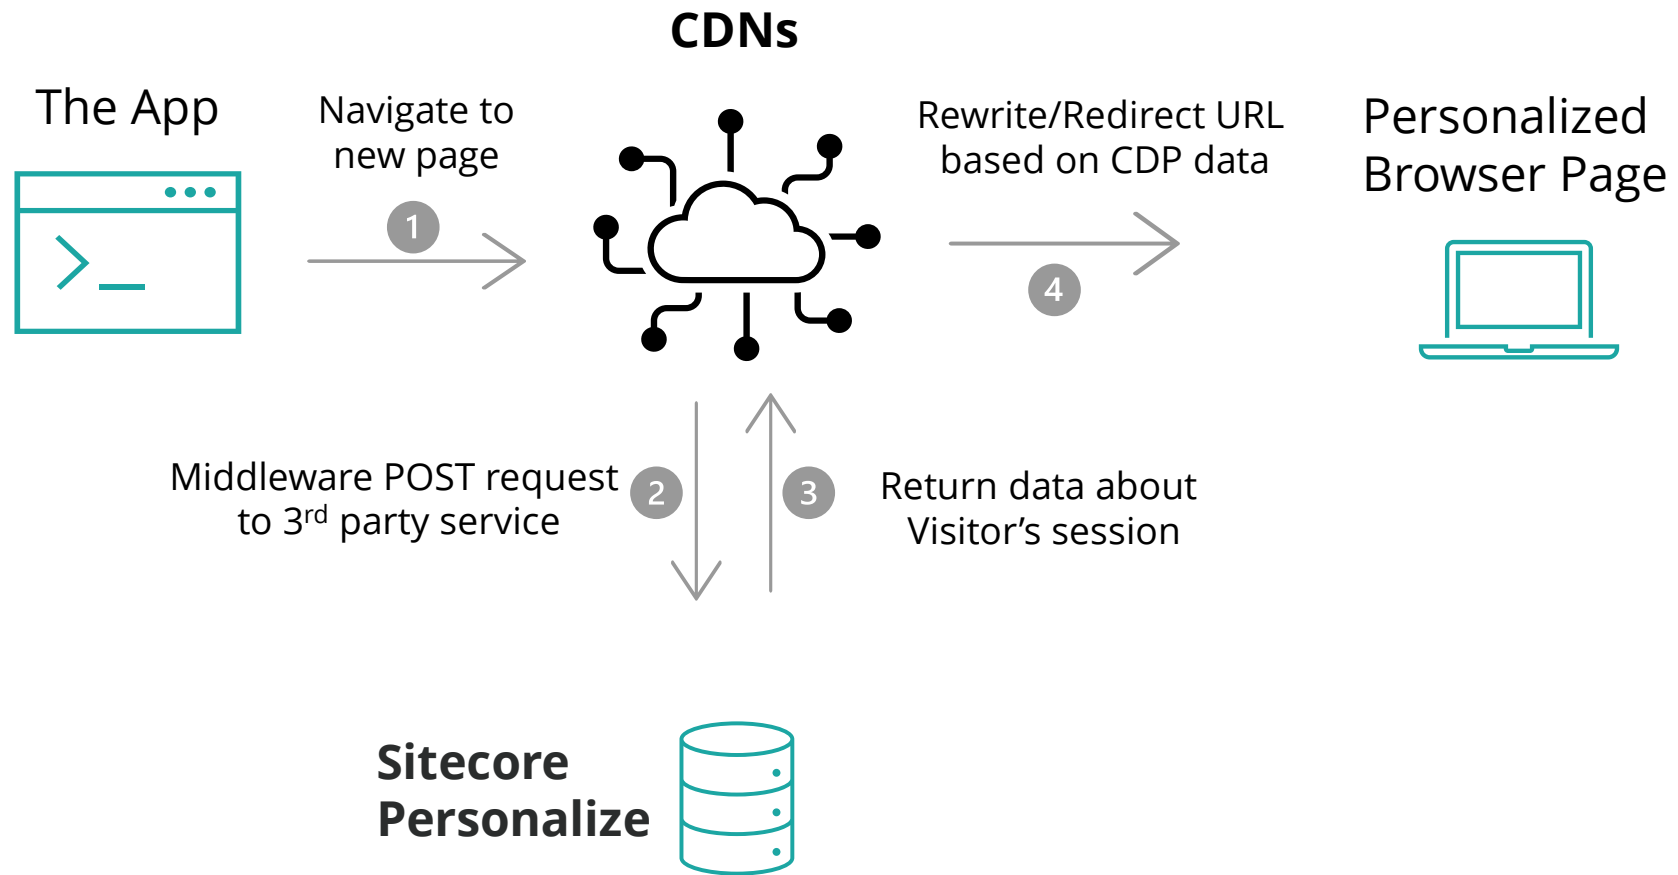 CDNs
The App
Navigate to
new page
1
Rewrite/Redirect URL
based on CDP data
4
Personalized
Browser Page
Middleware POST request
to 3rd party service
2
3
Return data about
Visitor’s session
Sitecore
Personalize